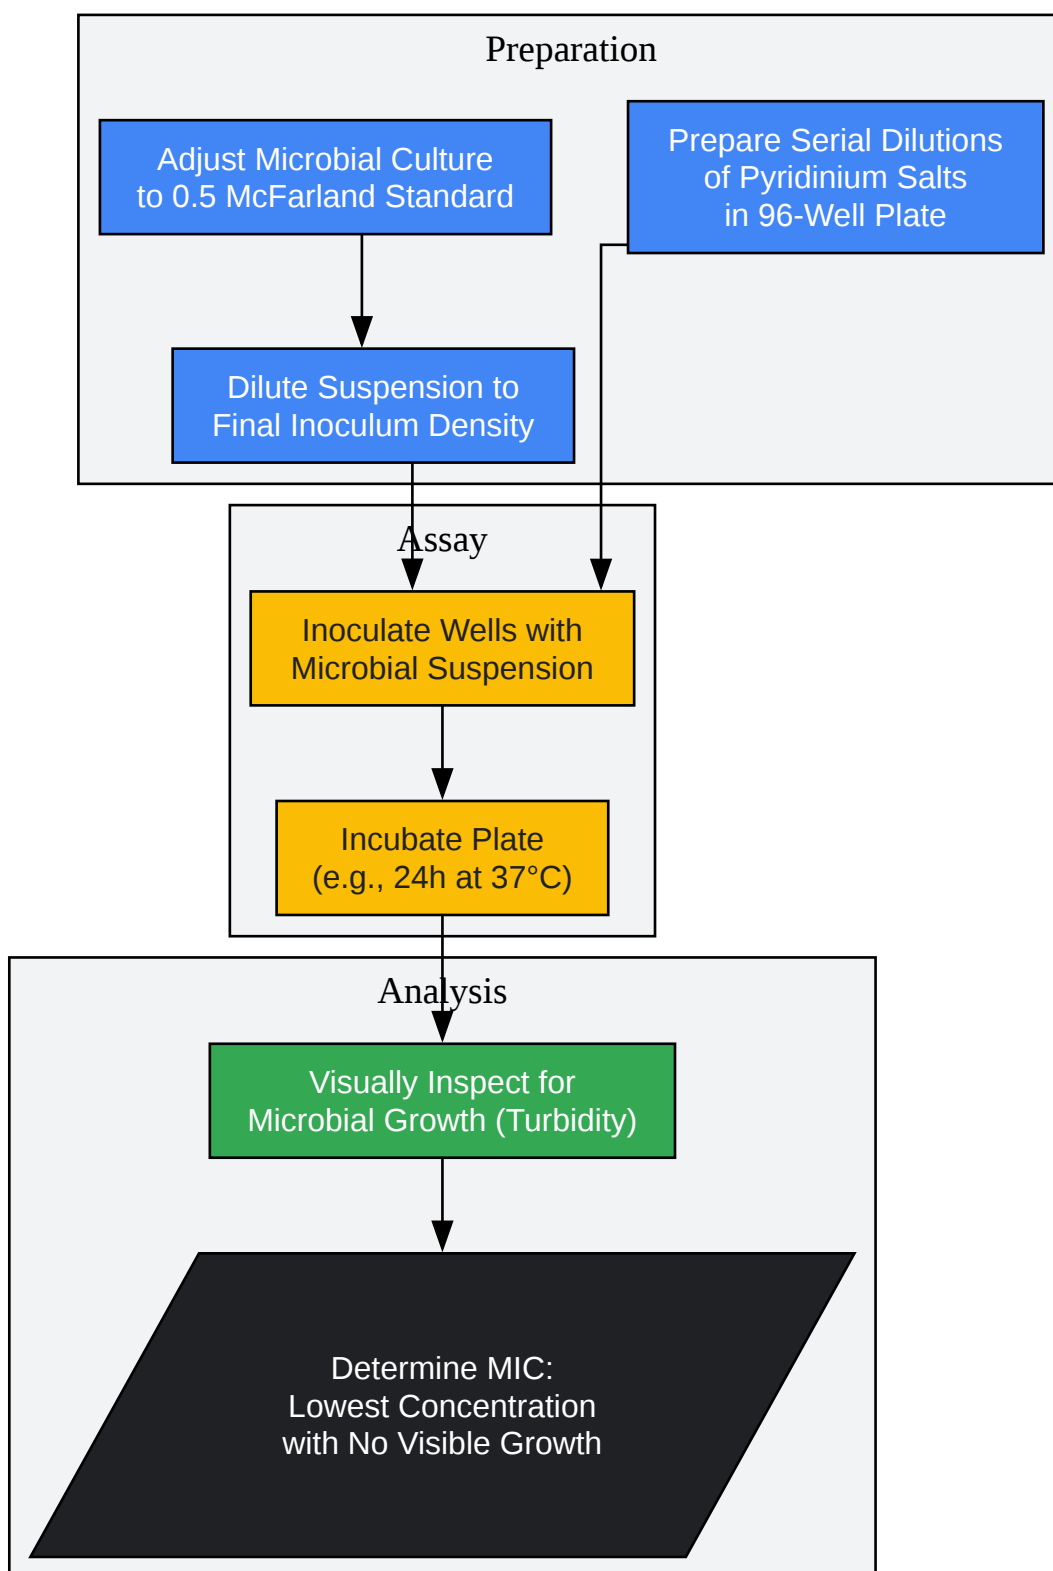 Preparation
Adjust Microbial Culture
to 0.5 McFarland Standard
Prepare Serial Dilutions
of Pyridinium Salts
in 96-Well Plate
Dilute Suspension to
Final Inoculum Density
Assay
Inoculate Wells with
Microbial Suspension
Incubate Plate
(e.g., 24h at 37°C)
Analysis
Visually Inspect for
Microbial Growth (Turbidity)
Determine MIC:
Lowest Concentration
with No Visible Growth